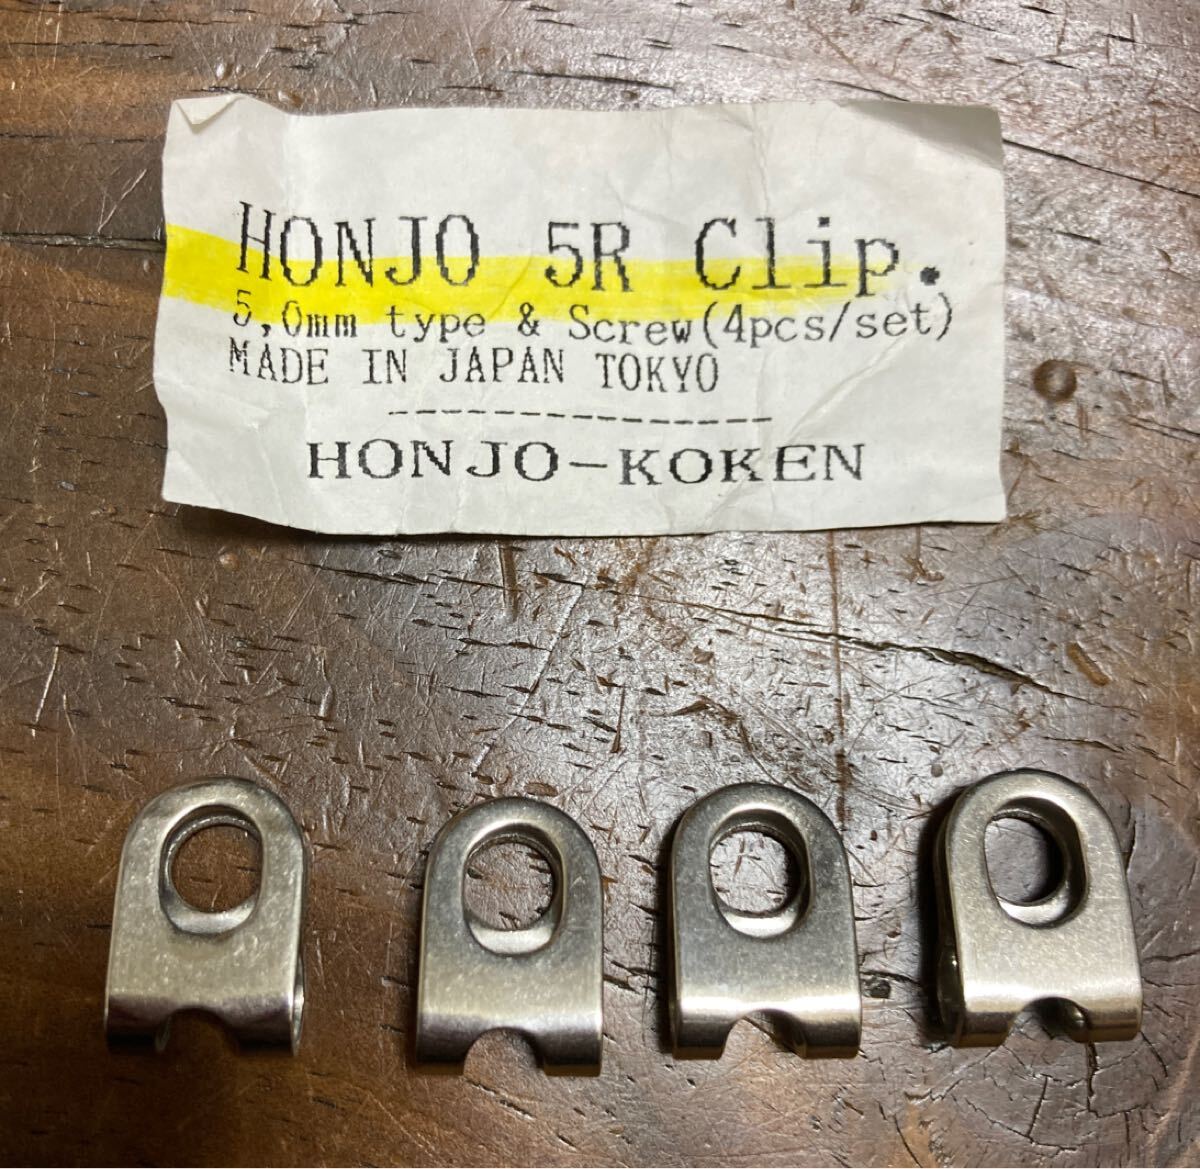 HONJO 5R Clip.
5,0mm type & Screw(4pcs/set)
MADE IN JAPAN TOKYO
HONJO-KOKEN